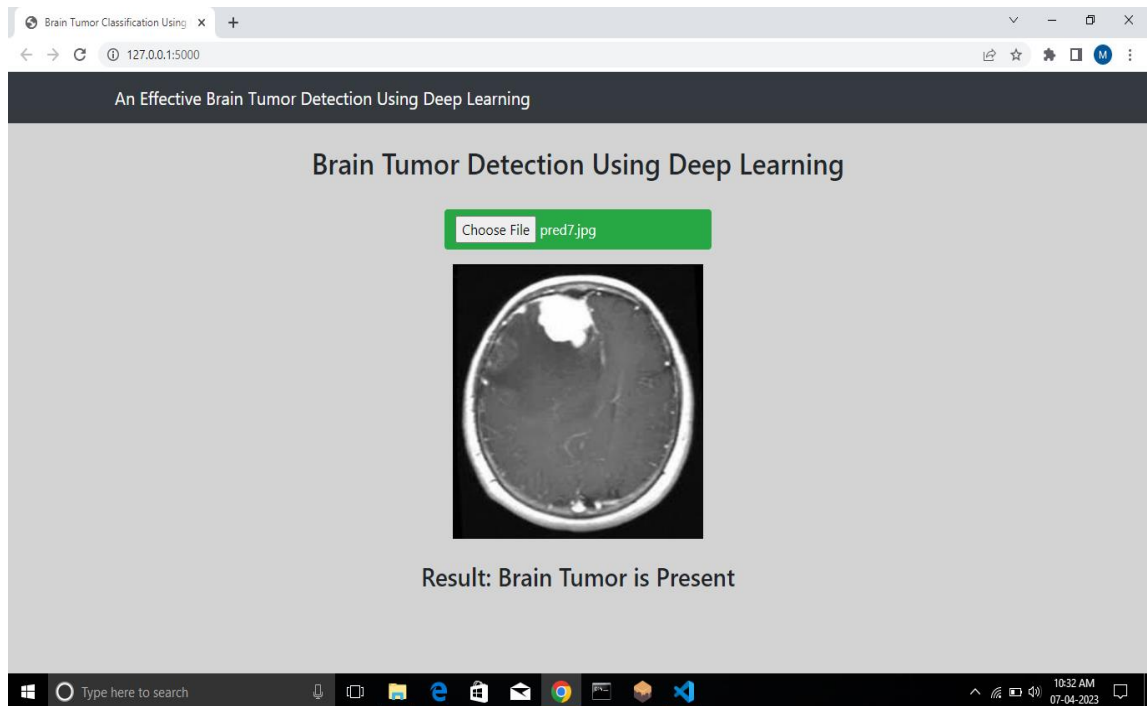 Brain Tumor Classification Using
127.0.0.1:5000
M
An Effective Brain Tumor Detection Using Deep Learning
Brain Tumor Detection Using Deep Learning
Choose File pred7.jpg
Result: Brain Tumor is Present
Type here to search
10:32 AM
07-04-2023